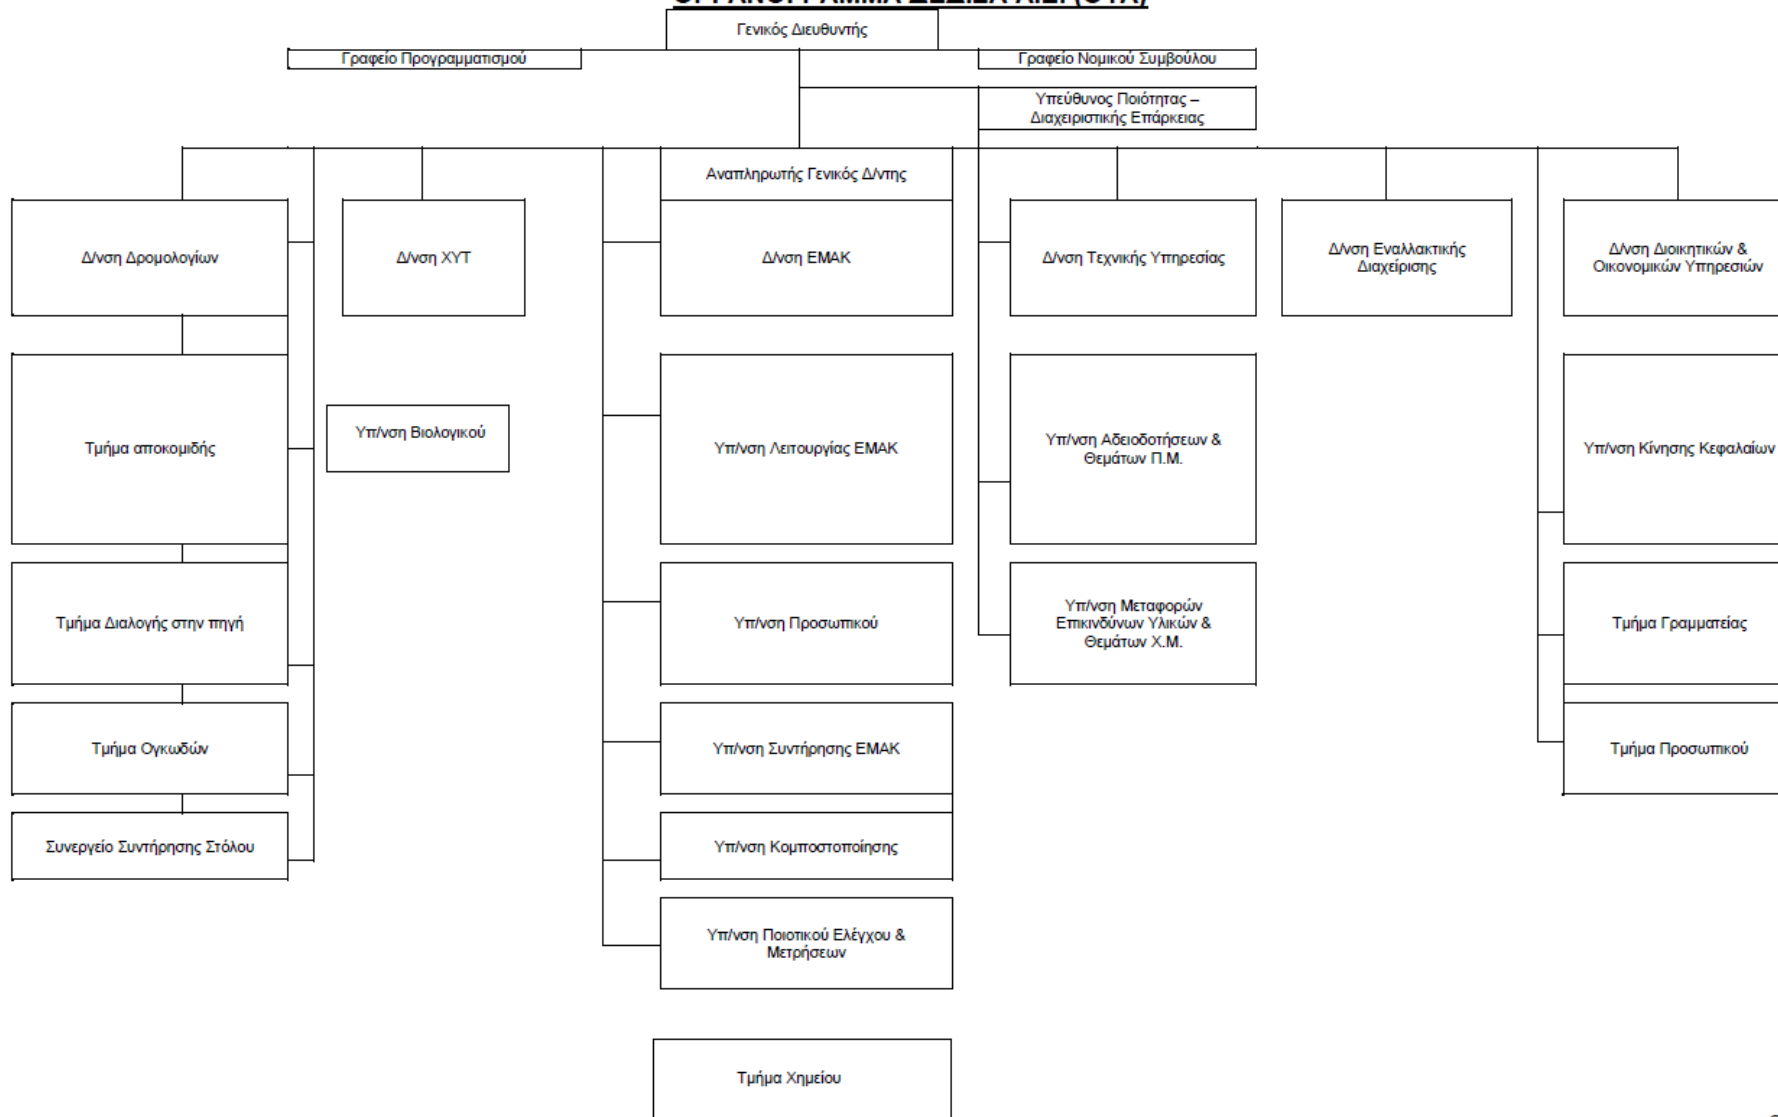 Γενικός Διευθυντής
Γραφείο Προγραμματισμού
Γραφείο Νομικού Συμβούλου
Υπεύθυνος Ποιότητας –
Διαχειριστικής Επάρκειας
Αναπληρωτής Γενικός Δ/ντης
Δ/νση Δρομολογίων
Δ/νση ΧΥΤ
Δ/νση ΕΜΑΚ
Δ/νση Τεχνικής Υπηρεσίας
Δ/νση Εναλλακτικής
Διαχείρισης
Δ/νση Διοικητικών &
Οικονομικών Υπηρεσιών
Τμήμα αποκομιδής
Υπ/νση Βιολογικού
Υπ/νση Λειτουργίας ΕΜΑΚ
Υπ/νση Αδειοδοτήσεων &
Θεμάτων Π.Μ.
Υπ/νση Κίνησης Κεφαλαίων
Τμήμα Διαλογής στην πηγή
Υπ/νση Προσωπικού
Υπ/νση Μεταφορών
Επικινδύνων Υλικών &
Θεμάτων Χ.Μ.
Τμήμα Γραμματείας
Τμήμα Ογκωδών
Υπ/νση Συντήρησης ΕΜΑΚ
Τμήμα Προσωπικού
Συνεργείο Συντήρησης Στόλου
Υπ/νση Κομποστοποίησης
Υπ/νση Ποιοτικού Ελέγχου &
Μετρήσεων
Τμήμα Χημείου